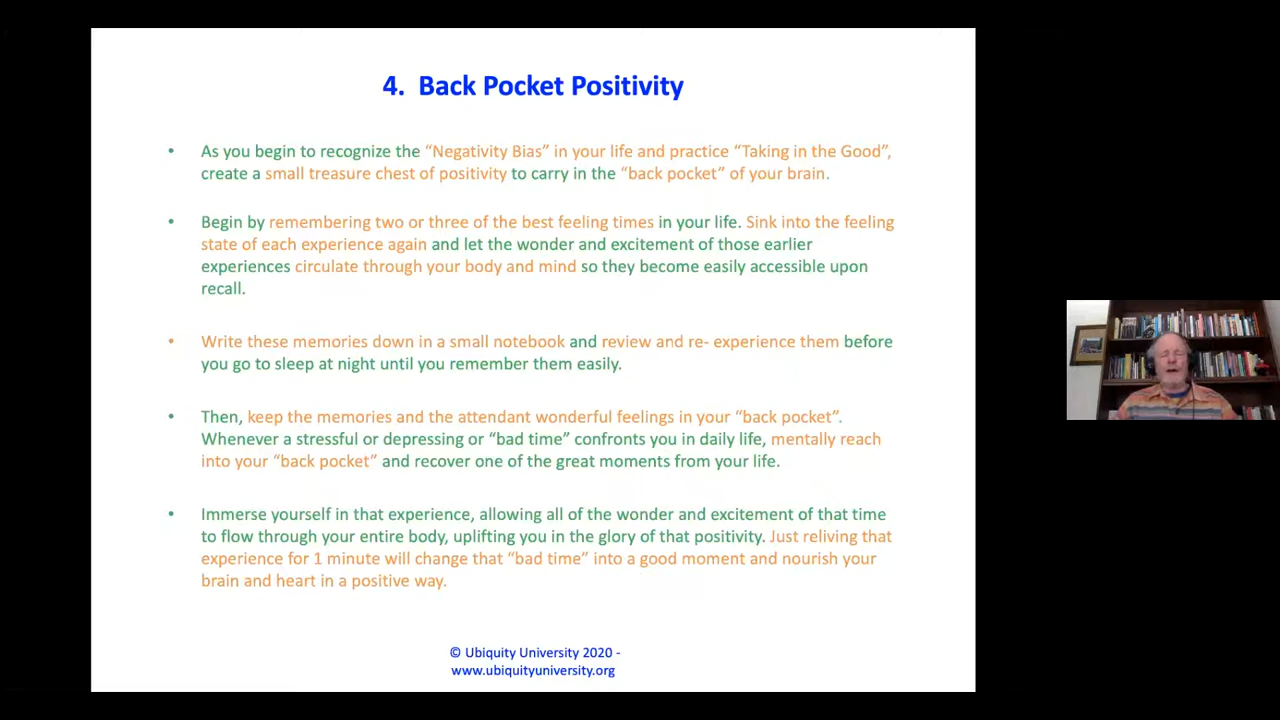 4. Back Pocket Positivity
• As you begin to recognize the “Negativity Bias” in your life and practice “Taking in the Good”,
create a small treasure chest of positivity to carry in the “back pocket” of your brain.
• Begin by remembering two or three of the best feeling times in your life. Sink into the feeling
state of each experience again and let the wonder and excitement of those earlier
experiences circulate through your body and mind so they become easily accessible upon
recall.
• Write these memories down in a small notebook and review and re- experience them before
you go to sleep at night until you remember them easily.
• Then, keep the memories and the attendant wonderful feelings in your “back pocket”.
Whenever a stressful or depressing or “bad time” confronts you in daily life, mentally reach
into your “back pocket” and recover one of the great moments from your life.
• Immerse yourself in that experience, allowing all of the wonder and excitement of that time
to flow through your entire body, uplifting you in the glory of that positivity. Just reliving that
experience for 1 minute will change that “bad time” into a good moment and nourish your
brain and heart in a positive way.
© Ubiquity University 2020 -
www.ubiquityuniversity.org